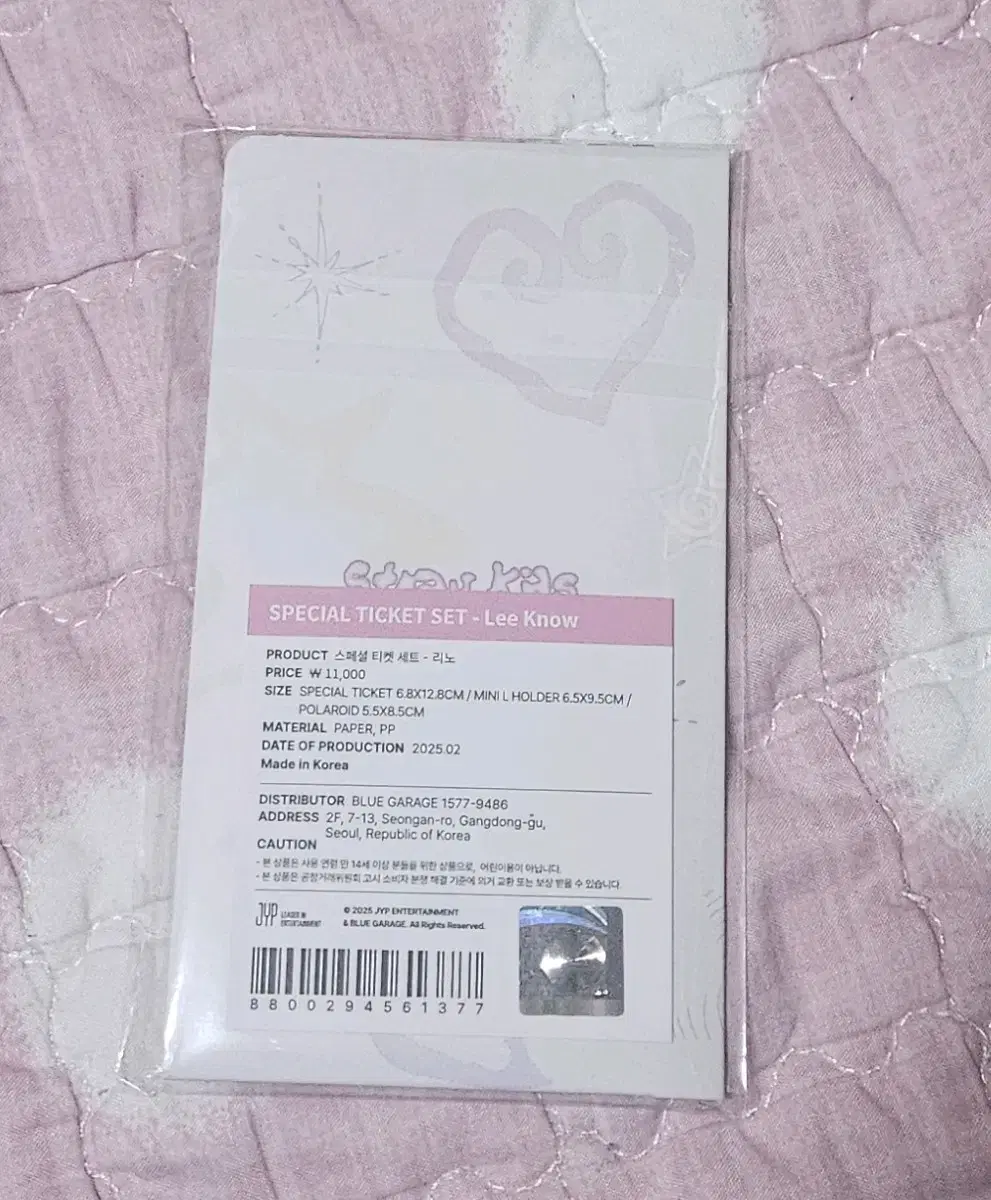 Stray Kids
SPECIAL TICKET SET - Lee Know
PRODUCT 스페셜 티켓 세트 - 리노
PRICE ₩ 11,000
SIZE SPECIAL TICKET 6.8X12.8CM / MINI L HOLDER 6.5X9.5CM /
POLAROID 5.5X8.5CM
MATERIAL PAPER, PP
DATE OF PRODUCTION 2025.02
Made in Korea
DISTRIBUTOR BLUE GARAGE 1577-9486
ADDRESS 2F, 7-13, Seongan-ro, Gangdong-gu,
Seoul, Republic of Korea
CAUTION
- 본 상품은 사용 연령 만 14세 이상 분들을 위한 상품으로, 어린이용이 아닙니다.
- 본 상품은 공정거래위원회 고시 소비자 분쟁 해결 기준에 의거 교환 또는 보상 받을 수 있습니다.
JYP LEADER IN
ENTERTAINMENT
© 2025 JYP ENTERTAINMENT
& BLUE GARAGE. All Rights Reserved.
8800294561377